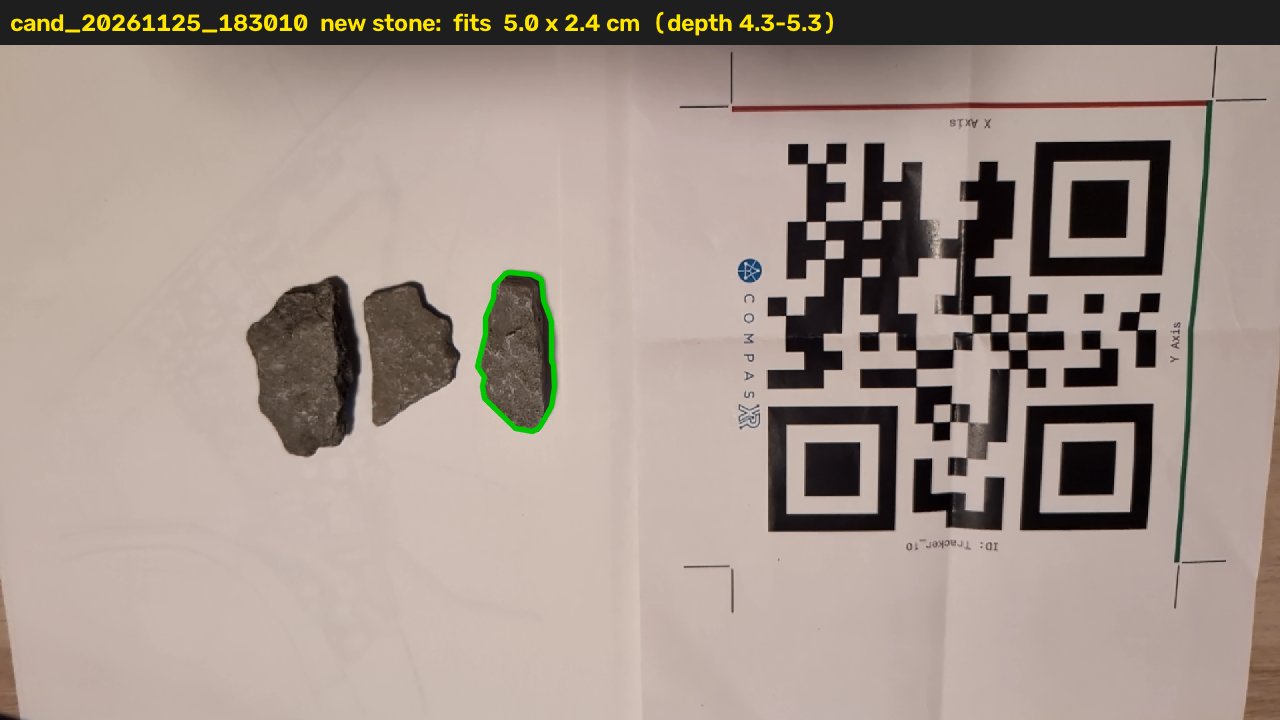 cand_20261125_183010 new stone: fits 5.0 x 2.4 cm (depth 4.3-5.3)
X Axis
Y Axis
COMPAS XR
ID: Tracker_10